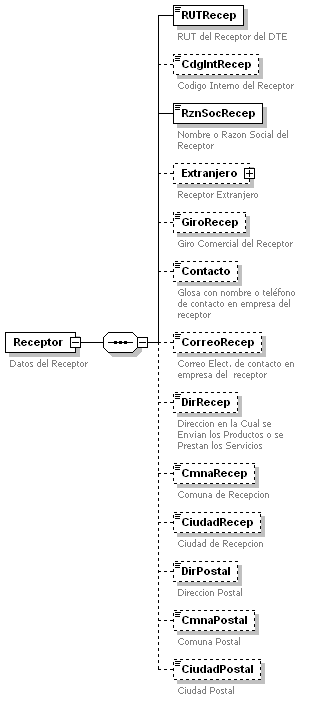 RUTRecep
RUT del Receptor del DTE
CdgIntRecep
Codigo Interno del Receptor
RznSocRecep
Nombre o Razon Social del
Receptor
Extranjero
Receptor Extranjero
GiroRecep
Giro Comercial del Receptor
Contacto
Glosa con nombre o teléfono
de contacto en empresa del
receptor
Receptor
Datos del Receptor
CorreoRecep
Correo Elect. de contacto en
empresa del receptor
DirRecep
Direccion en la Cual se
Envian los Productos o se
Prestan los Servicios
CmnaRecep
Comuna de Recepcion
CiudadRecep
Ciudad de Recepcion
DirPostal
Direccion Postal
CmnaPostal
Comuna Postal
CiudadPostal
Ciudad Postal